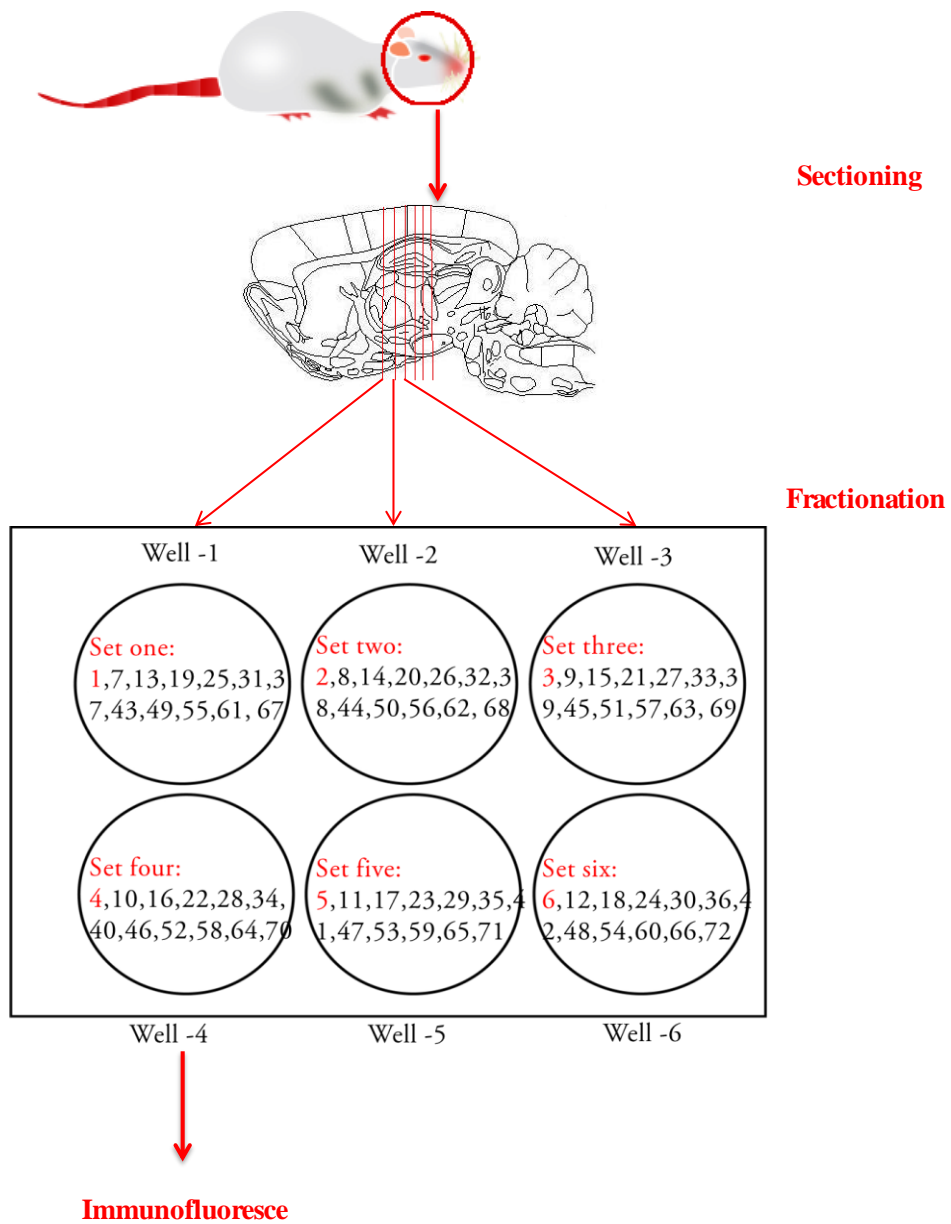 Sectioning
Fractionation
Well -1
Well -2
Well -3
Set one:
1,7,13,19,25,31,3
7,43,49,55,61, 67
Set two:
2,8,14,20,26,32,3
8,44,50,56,62, 68
Set three:
3,9,15,21,27,33,3
9,45,51,57,63, 69
Set four:
4,10,16,22,28,34,
40,46,52,58,64,70
Set five:
5,11,17,23,29,35,4
1,47,53,59,65,71
Set six:
6,12,18,24,30,36,4
2,48,54,60,66,72
Well -4
Well -5
Well -6
Immunofluoresce